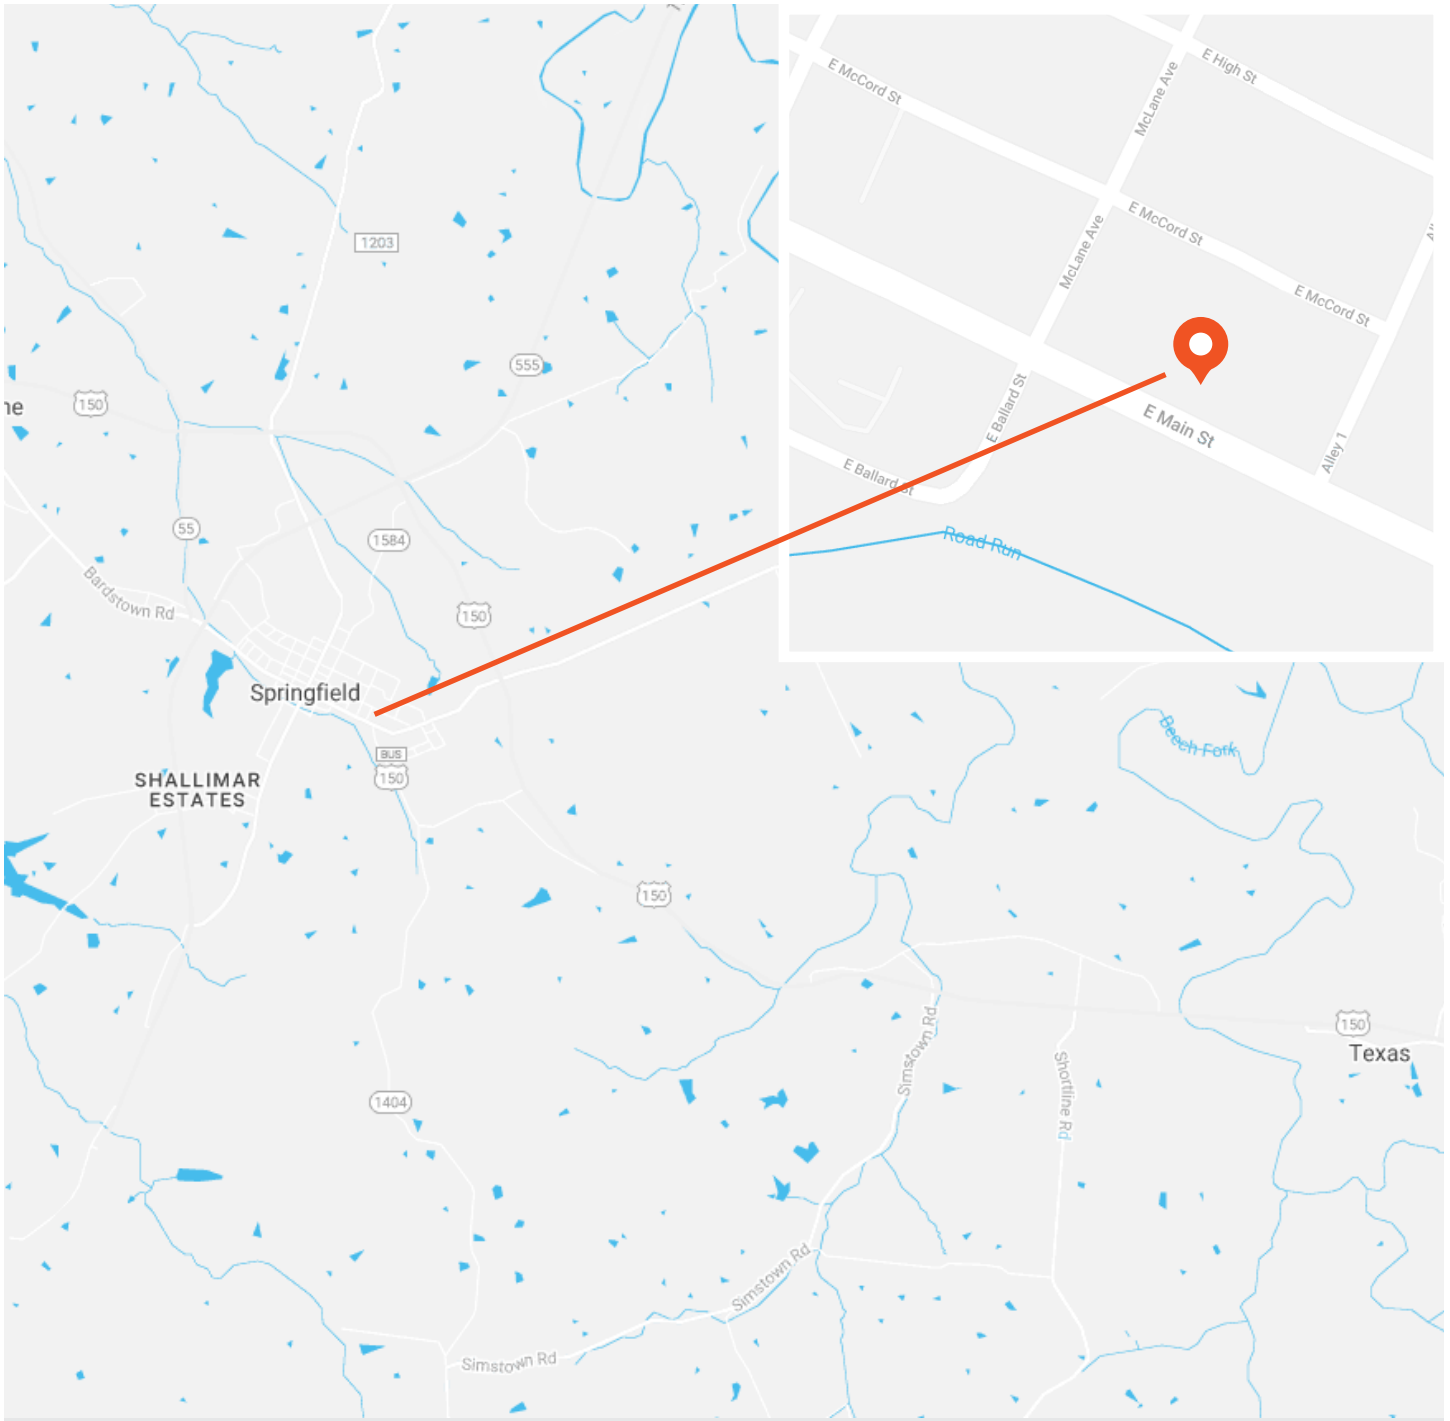 E McCord St
McLane Ave
E High St
E McCord St
McLane Ave
E McCord St
E Main St
E Ballard St
E Ballard St
Alley 1
Road Run
1203
555
150
55
1584
Bardstown Rd
150
Springfield
BUS
150
SHALLIMAR
ESTATES
Beech Fork
150
150
Texas
Simstown Rd
Shortline Rd
1404
Simstown Rd
Simstown Rd